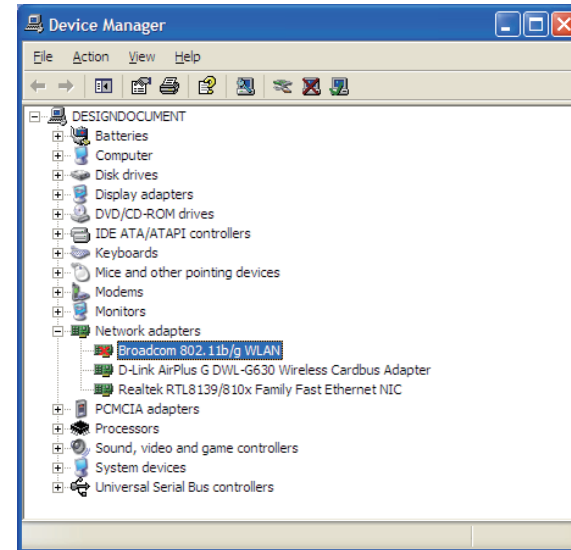 Device Manager
File Action View Help
DESIGNDOCUMENT
Batteries
Computer
Disk drives
Display adapters
DVD/CD-ROM drives
IDE ATA/ATAPI controllers
Keyboards
Mice and other pointing devices
Modems
Monitors
Network adapters
Broadcom 802.11b/g WLAN
D-Link AirPlus G DWL-G630 Wireless Cardbus Adapter
Realtek RTL8139/810x Family Fast Ethernet NIC
PCMCIA adapters
Processors
Sound, video and game controllers
System devices
Universal Serial Bus controllers